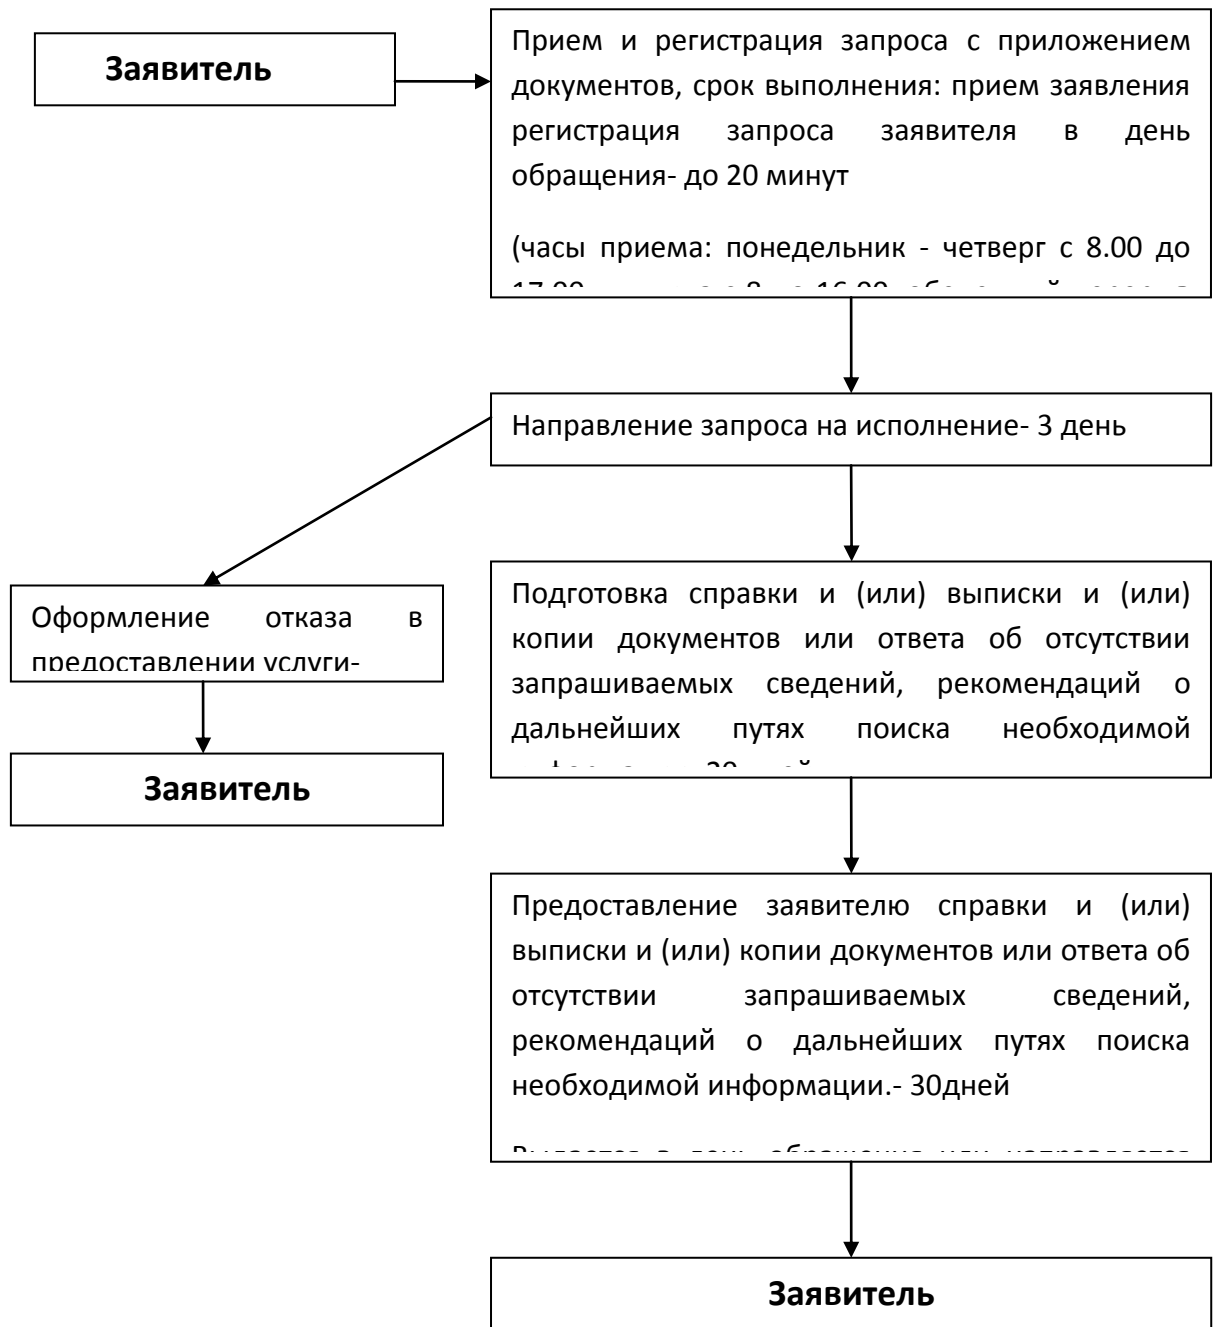 Заявитель
Прием и регистрация запроса с приложением
документов, срок выполнения: прием заявления
регистрация запроса заявителя в день
обращения- до 20 минут
(часы приема: понедельник - четверг с 8.00 до
Направление запроса на исполнение- 3 день
Оформление отказа в
предоставлении услуги-
Заявитель
Подготовка справки и (или) выписки и (или)
копии документов или ответа об отсутствии
запрашиваемых сведений, рекомендаций о
дальнейших путях поиска необходимой
Предоставление заявителю справки и (или)
выписки и (или) копии документов или ответа об
отсутствии запрашиваемых сведений,
рекомендаций о дальнейших путях поиска
необходимой информации.- 30дней
Заявитель